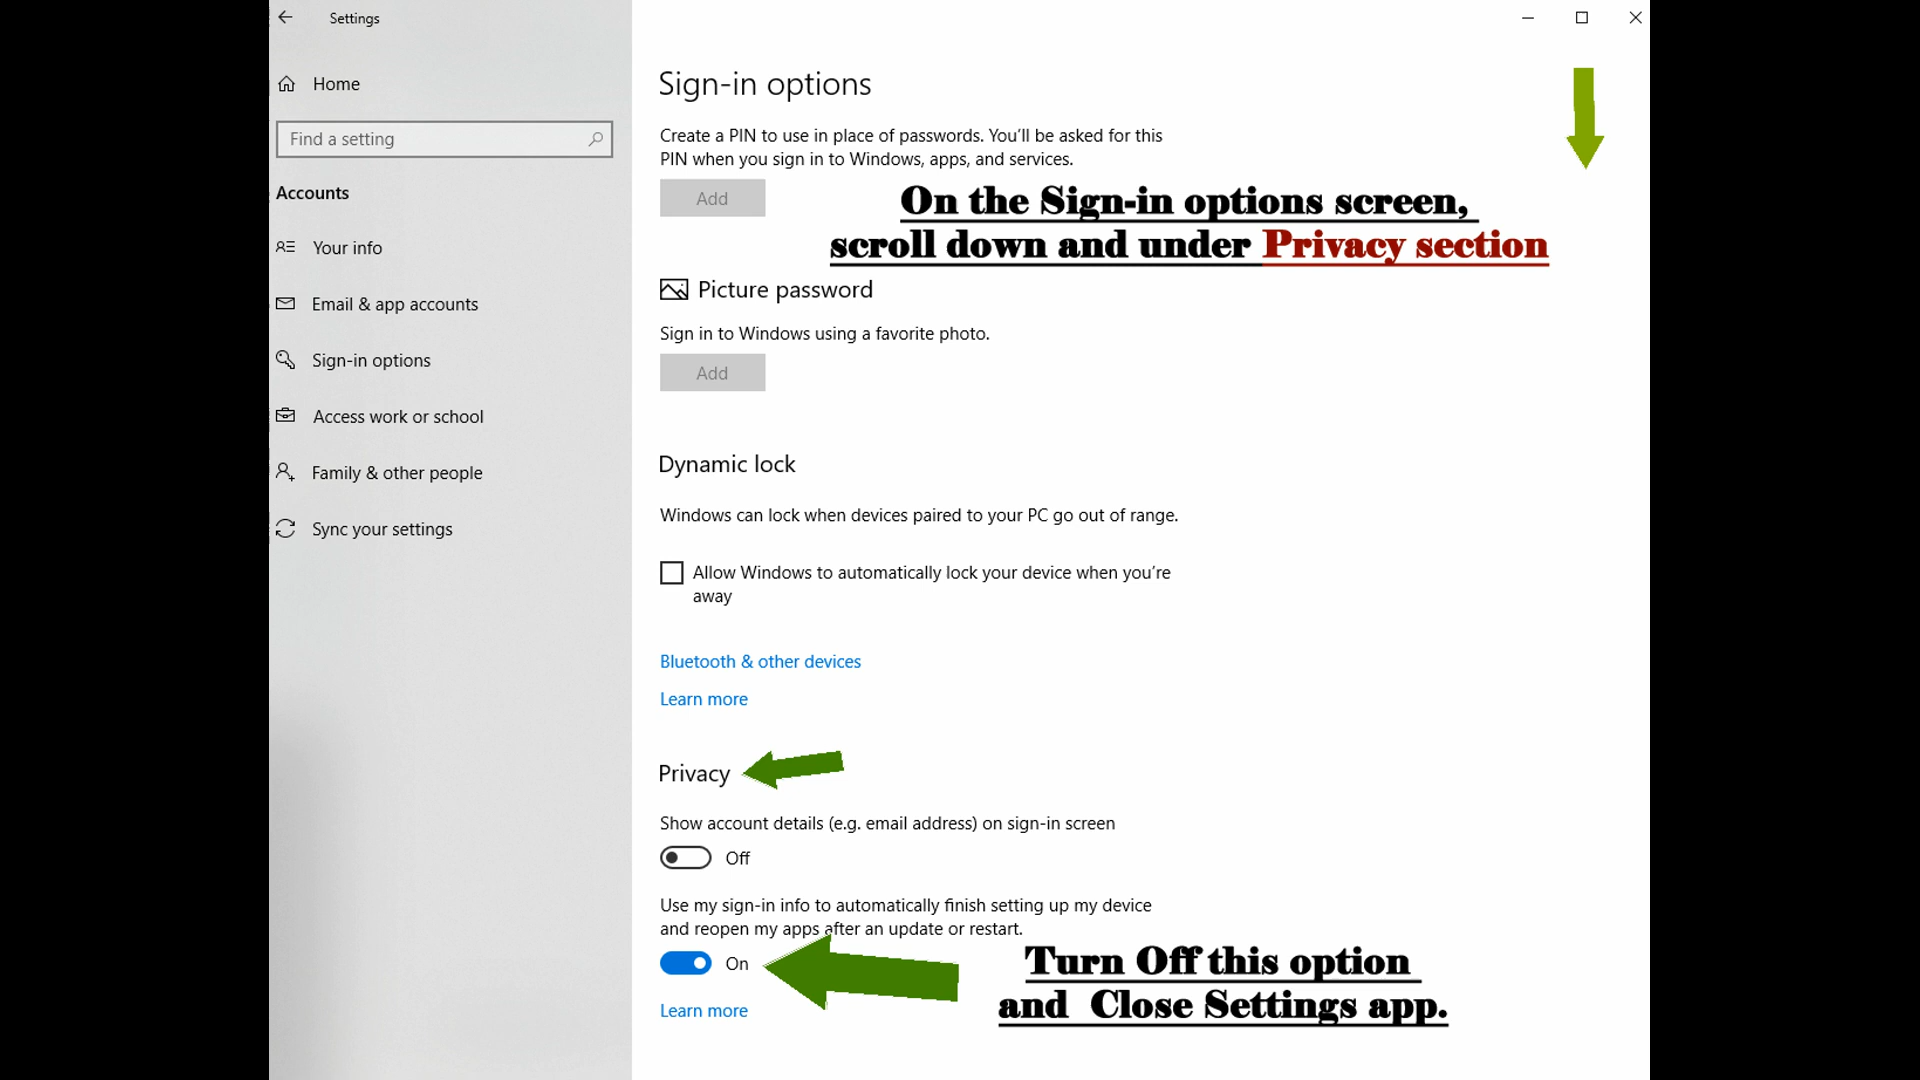 Settings
Home
Find a setting
Accounts
Your info
Email & app accounts
Sign-in options
Access work or school
Family & other people
Sync your settings
Sign-in options
Create a PIN to use in place of passwords. You'll be asked for this
PIN when you sign in to Windows, apps, and services.
Add
On the Sign-in options screen,
scroll down and under Privacy section
Picture password
Sign in to Windows using a favorite photo.
Add
Dynamic lock
Windows can lock when devices paired to your PC go out of range.
Allow Windows to automatically lock your device when you're
away
Bluetooth & other devices
Learn more
Privacy
Show account details (e.g. email address) on sign-in screen
Off
Use my sign-in info to automatically finish setting up my device
and reopen my apps after an update or restart.
On
Turn Off this option
and Close Settings app.
Learn more